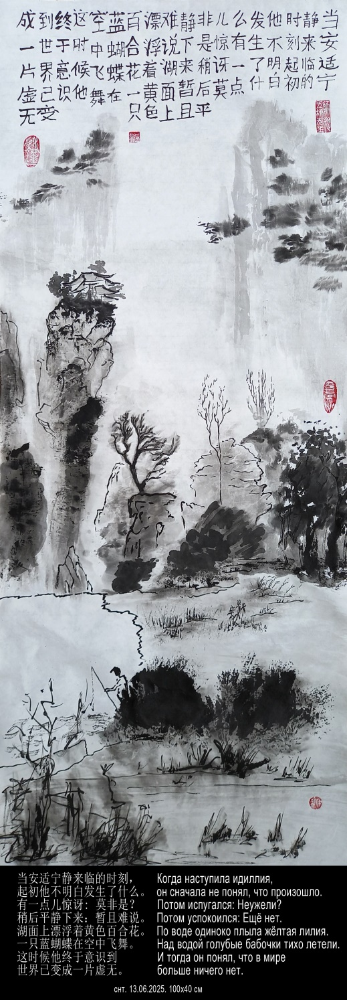 当安适宁
静来临的
时刻起初
他不明白
发生了什
么有一点
儿惊讶莫
非是稍后平
静下来暂且
难说湖面上
漂浮着黄色
百合花一只
蓝蝴蝶在
空中飞舞
这时候他
终于意识
到世界已变
成一片虚无
当安适宁静来临的时刻，
起初他不明白发生了什么。
有一点儿惊讶: 莫非是?
稍后平静下来: 暂且难说。
湖面上漂浮着黄色百合花。
一只蓝蝴蝶在空中飞舞。
这时候他终于意识到
世界已变成一片虚无。
Когда наступила идиллия,
он сначала не понял, что произошло.
Потом испугался: Неужели?
Потом успокоился: Ещё нет.
По воде одиноко плыла жёлтая лилия.
Над водой голубые бабочки тихо летели.
И тогда он понял, что в мире
больше ничего нет.
снт. 13.06.2025. 100x40 см